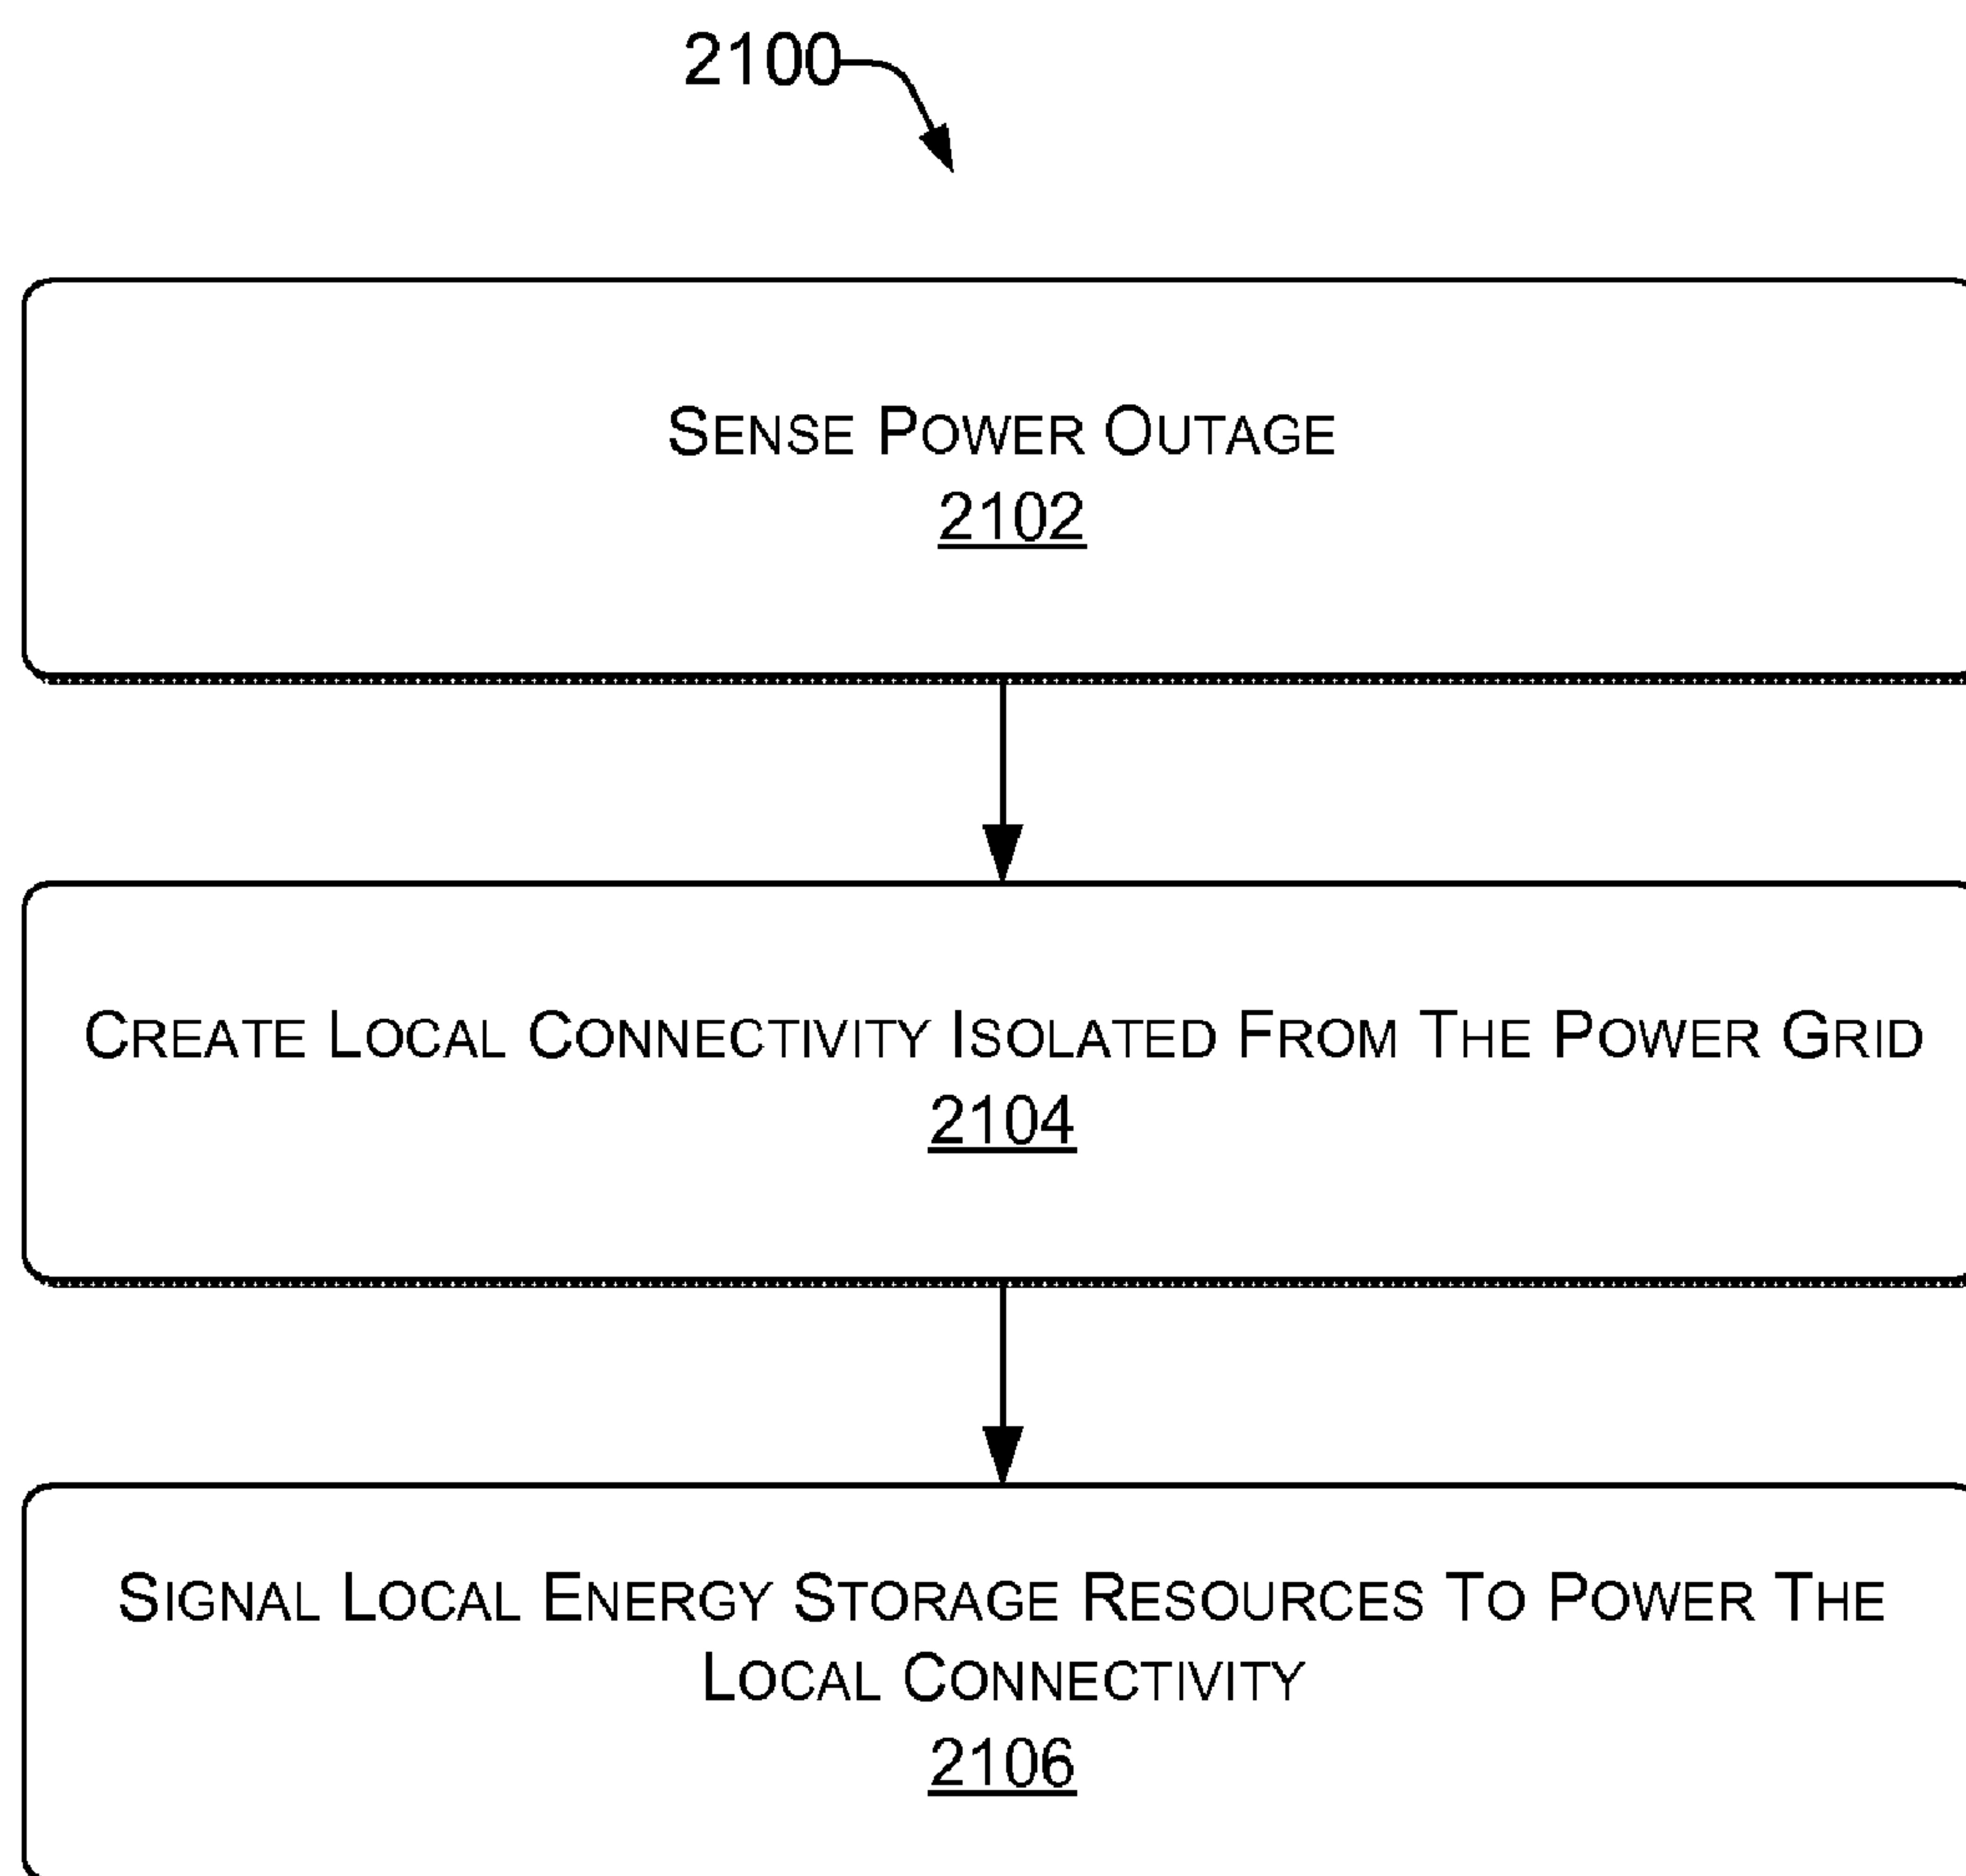 2100
SENSE POWER OUTAGE
2102
CREATE LOCAL CONNECTIVITY ISOLATED FROM THE POWER GRID
2104
SIGNAL LOCAL ENERGY STORAGE RESOURCES TO POWER THE
LOCAL CONNECTIVITY
2106